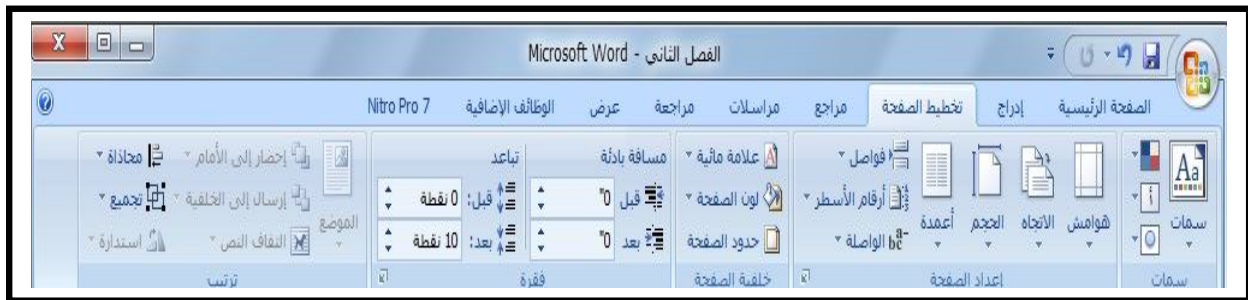 الفصل الثاني - Microsoft Word
الصفحة الرئيسية إدراج تخطيط الصفحة مراجع مراسلات مراجعة عرض الوظائف الإضافية Nitro Pro 7
Aa
أ
سمات
سمات
هوامش
الاتجاه
الحجم
أعمدة
فواصل
أرقام الأسطر
الواصلة
إعداد الصفحة
علامة مائية
لون الصفحة
حدود الصفحة
خلفية الصفحة
مسافة بادئة
قبل 0"
بعد 0"
تباعد
قبل: 0 نقطة
بعد: 10 نقطة
فقرة
الموضع
إحضار إلى الأمام
إرسال إلى الخلفية
التفاف النص
محاذاة
تجميع
استدارة
ترتيب